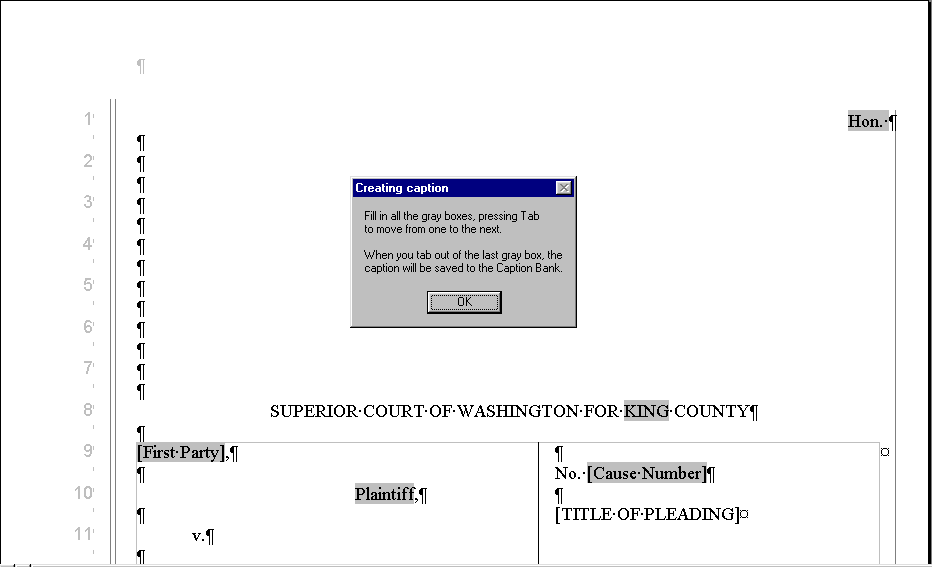 ¶
1
Hon.·¶
¶
2 ¶
¶
3 ¶
¶
4 ¶
¶
5 ¶
¶
6 ¶
¶
7 ¶
¶
Creating caption
Fill in all the gray boxes, pressing Tab
to move from one to the next.
When you tab out of the last gray box, the
caption will be saved to the Caption Bank.
OK
8 SUPERIOR·COURT·OF·WASHINGTON·FOR·KING·COUNTY¶
¶
9 [First·Party],¶
¶
10 Plaintiff,¶
¶
11 v.¶
¶
¶
No.·[Cause·Number]¶
¶
[TITLE·OF·PLEADING]¤
¤